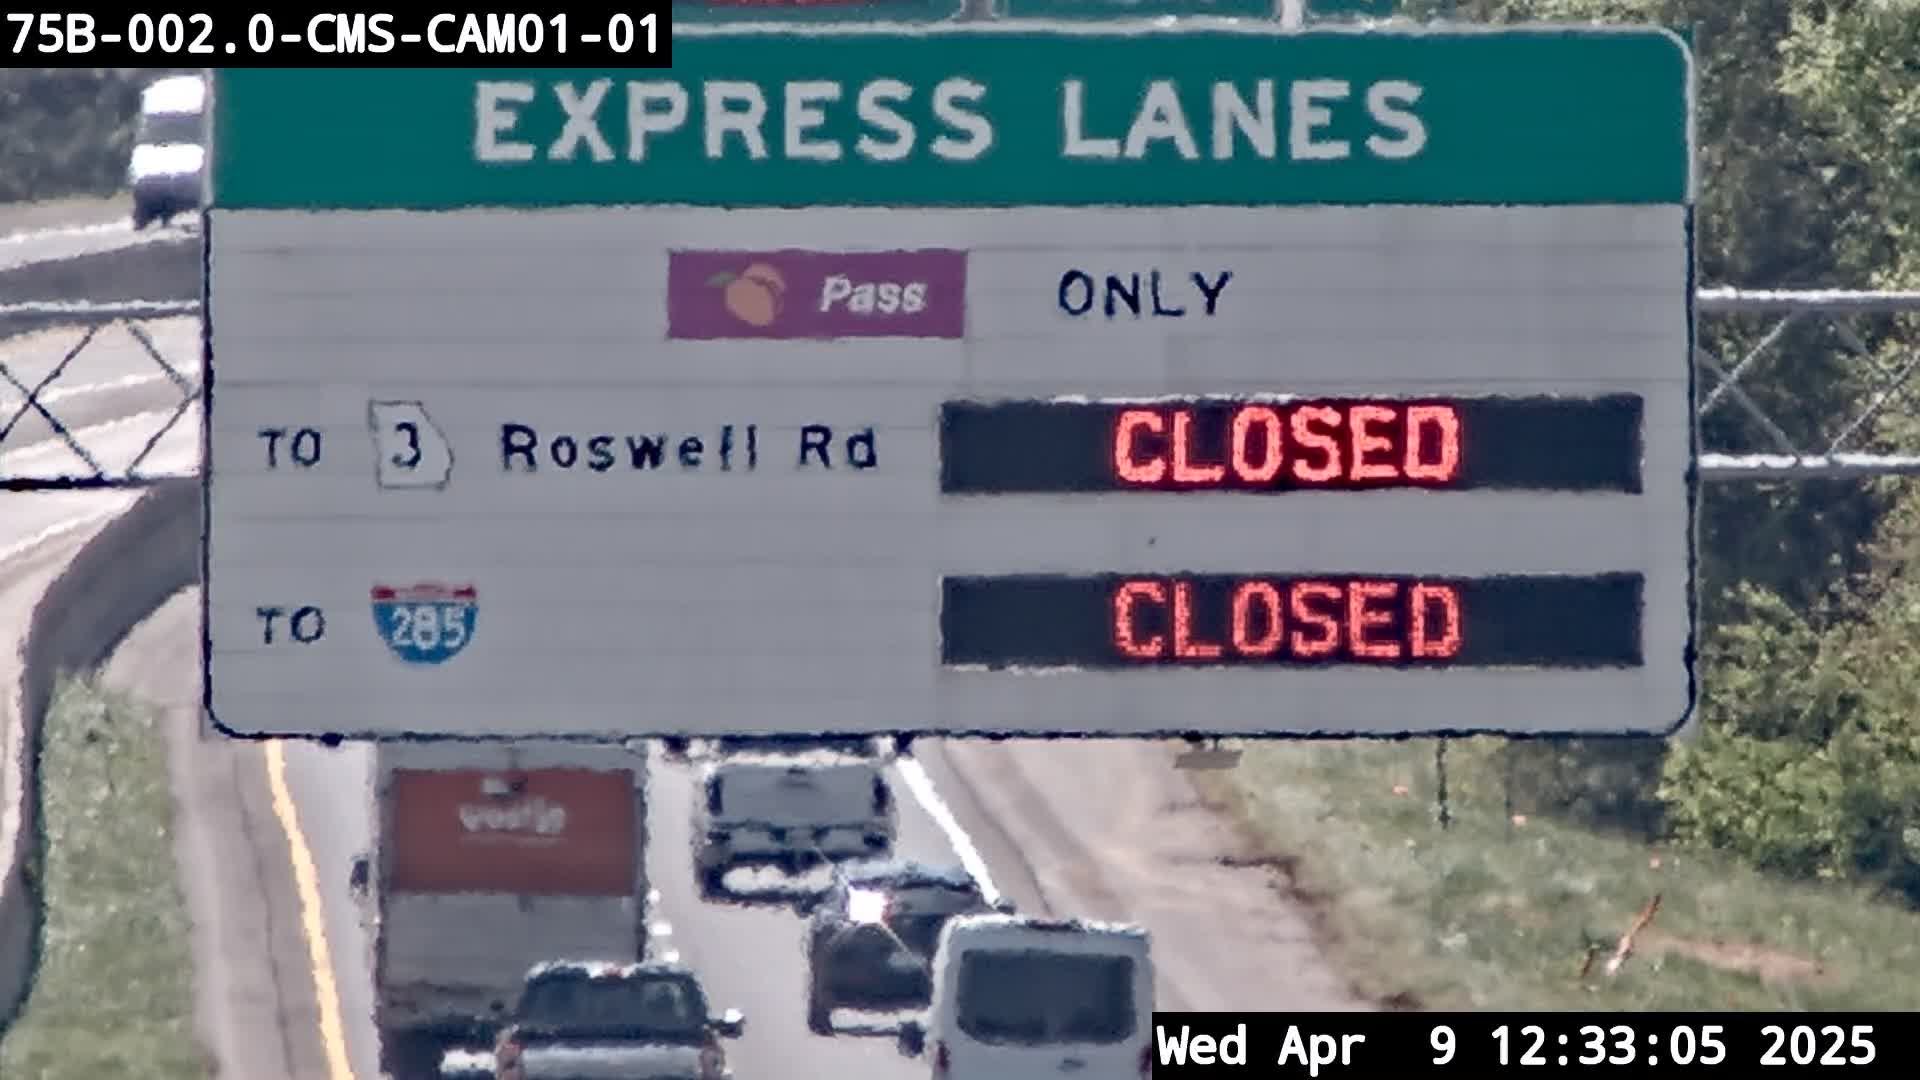 75B-002.0-CMS-CAM01-01
EXPRESS LANES
Pass ONLY
TO 3 Roswell Rd CLOSED
TO 285 CLOSED
Wed Apr 9 12:33:05 2025